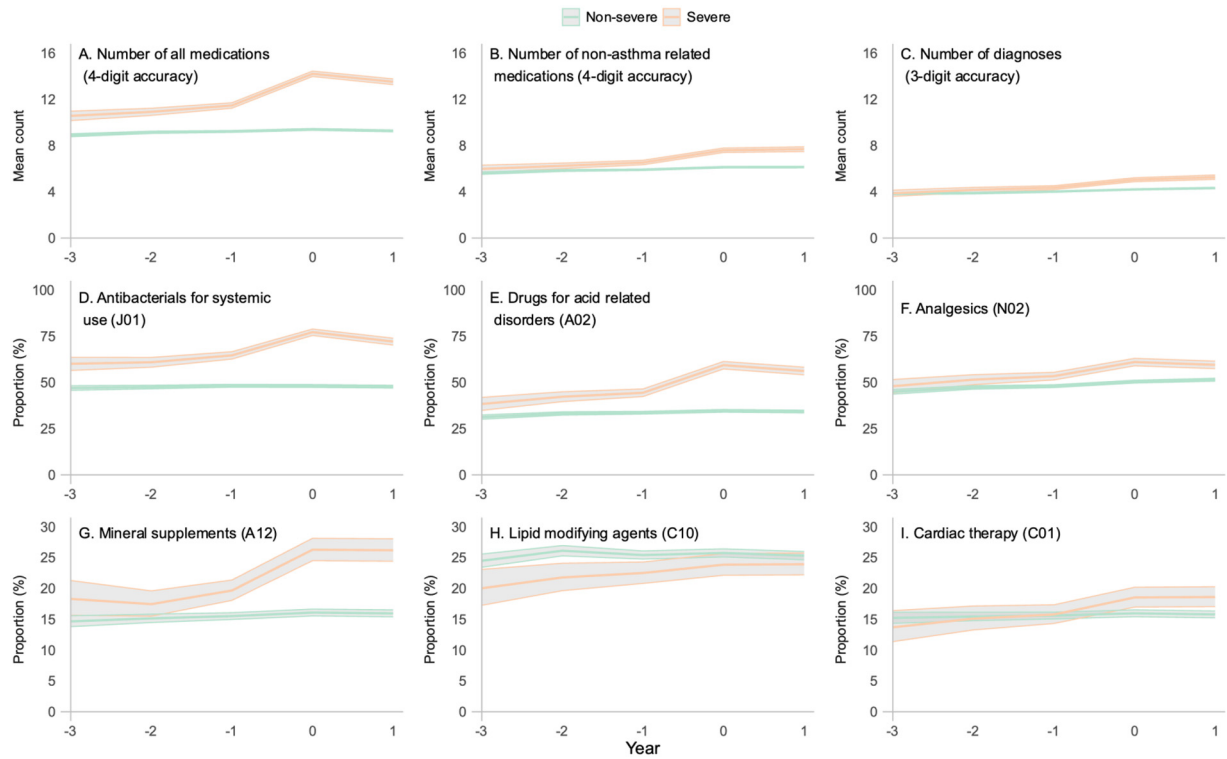 Non-severe Severe
A. Number of all medications
(4-digit accuracy)
Mean count
16
12
8
4
0
-3 -2 -1 0 1
B. Number of non-asthma related
medications (4-digit accuracy)
Mean count
16
12
8
4
0
-3 -2 -1 0 1
C. Number of diagnoses
(3-digit accuracy)
Mean count
16
12
8
4
0
-3 -2 -1 0 1
D. Antibacterials for systemic
use (J01)
Proportion (%)
100
75
50
25
0
-3 -2 -1 0 1
E. Drugs for acid related
disorders (A02)
Proportion (%)
100
75
50
25
0
-3 -2 -1 0 1
F. Analgesics (N02)
Proportion (%)
100
75
50
25
0
-3 -2 -1 0 1
G. Mineral supplements (A12)
Proportion (%)
30
25
20
15
10
5
0
-3 -2 -1 0 1
H. Lipid modifying agents (C10)
Proportion (%)
30
25
20
15
10
5
0
-3 -2 -1 0 1
I. Cardiac therapy (C01)
Proportion (%)
30
25
20
15
10
5
0
-3 -2 -1 0 1
Year